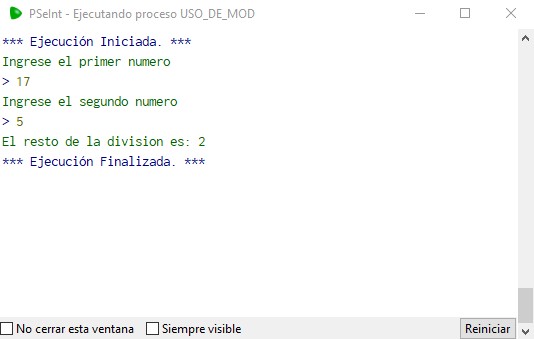 PSeInt - Ejecutando proceso USO_DE_MOD
*** Ejecución Iniciada. ***
Ingrese el primer numero
> 17
Ingrese el segundo numero
> 5
El resto de la division es: 2
*** Ejecución Finalizada. ***
No cerrar esta ventana Siempre visible Reiniciar